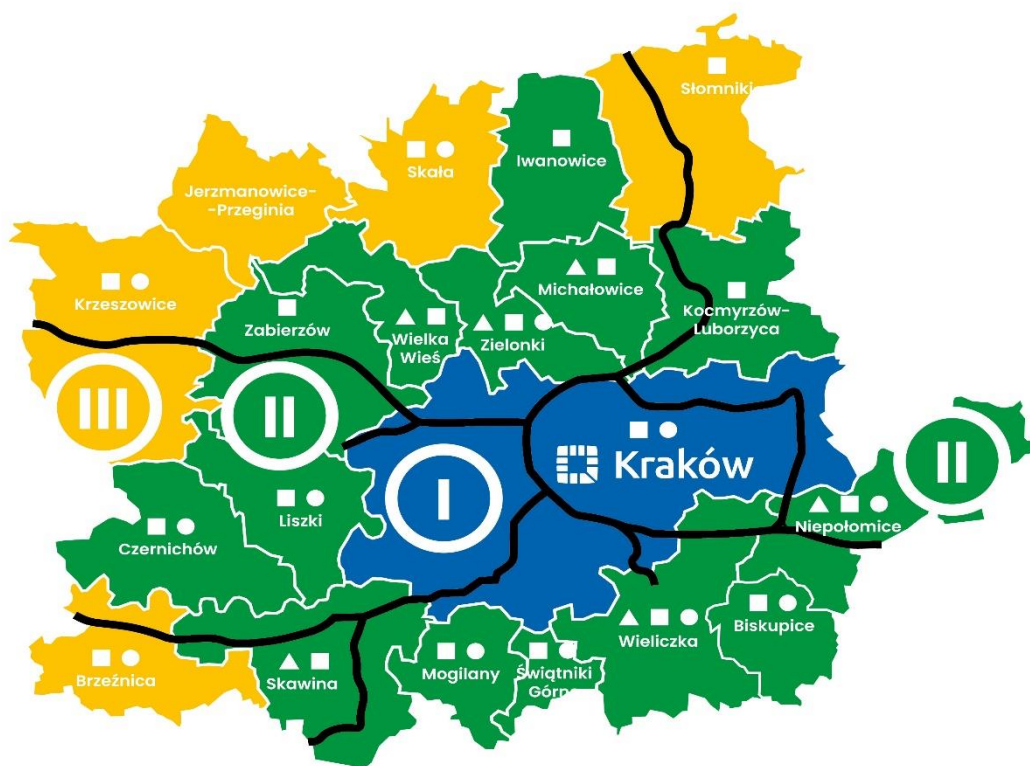 Słomniki
Iwanowice
Skała
Jerzmanowice-
-Przeginia
Krzeszowice
Michałowice
Kocmyrzów-
Luborzyca
Zabierzów
Wielka
Wieś
Zielonki
III
II
I
Kraków
II
Niepołomice
Liszki
Czernichów
Biskupice
Wieliczka
Świątniki
Górne
Mogilany
Skawina
Brzeźnica